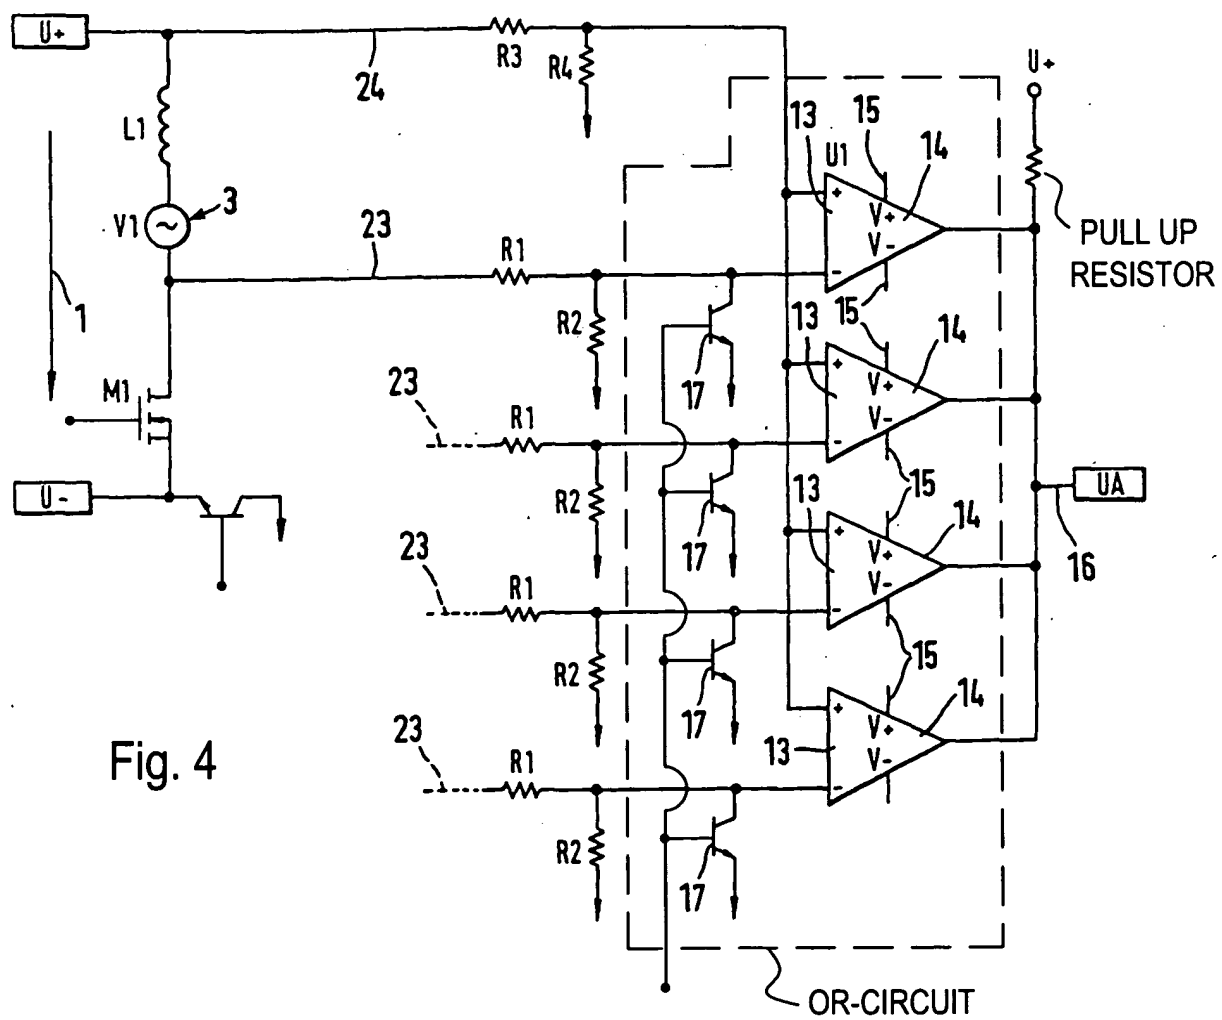 U+
R3
R4
24
L1
V1
3
1
23
R1
R2
M1
U-
U+
PULL UP
RESISTOR
13
15
U1
14
+
V+
V-
-
15
17
23
R1
R2
13
14
+
V+
V-
-
15
17
UA
16
23
R1
R2
13
14
+
V+
V-
-
15
17
23
R1
R2
13
14
+
V+
V-
-
17
Fig. 4
OR-CIRCUIT